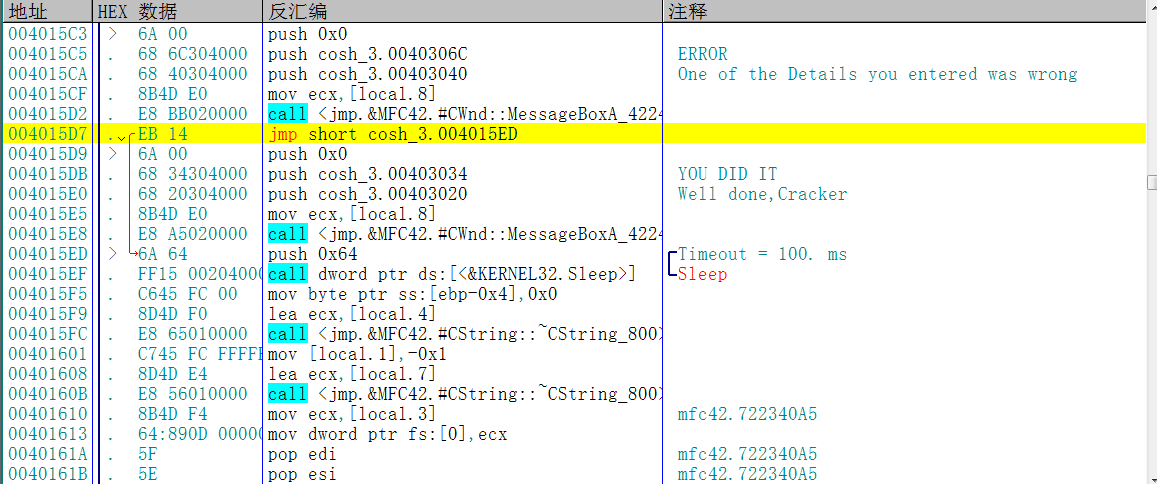 地址 HEX 数据 反汇编 注释
004015C3 > 6A 00 push 0x0
004015C5 . 68 6C304000 push cosh_3.0040306C ERROR
004015CA . 68 40304000 push cosh_3.00403040 One of the Details you entered was wrong
004015CF . 8B4D E0 mov ecx,[local.8]
004015D2 . E8 BB020000 call <jmp.&MFC42.#CWnd::MessageBoxA_4224
004015D7 . EB 14 jmp short cosh_3.004015ED
004015D9 > 6A 00 push 0x0
004015DB . 68 34304000 push cosh_3.00403034 YOU DID IT
004015E0 . 68 20304000 push cosh_3.00403020 Well done,Cracker
004015E5 . 8B4D E0 mov ecx,[local.8]
004015E8 . E8 A5020000 call <jmp.&MFC42.#CWnd::MessageBoxA_4224
004015ED > 6A 64 push 0x64 Timeout = 100. ms
004015EF . FF15 00204000 call dword ptr ds:[<&KERNEL32.Sleep>] Sleep
004015F5 . C645 FC 00 mov byte ptr ss:[ebp-0x4],0x0
004015F9 . 8D4D F0 lea ecx,[local.4]
004015FC . E8 65010000 call <jmp.&MFC42.#CString::~CString_800>
00401601 . C745 FC FFFFF mov [local.1],-0x1
00401608 . 8D4D E4 lea ecx,[local.7]
0040160B . E8 56010000 call <jmp.&MFC42.#CString::~CString_800>
00401610 . 8B4D F4 mov ecx,[local.3] mfc42.722340A5
00401613 . 64:890D 00000 mov dword ptr fs:[0],ecx
0040161A . 5F pop edi mfc42.722340A5
0040161B . 5E pop esi mfc42.722340A5